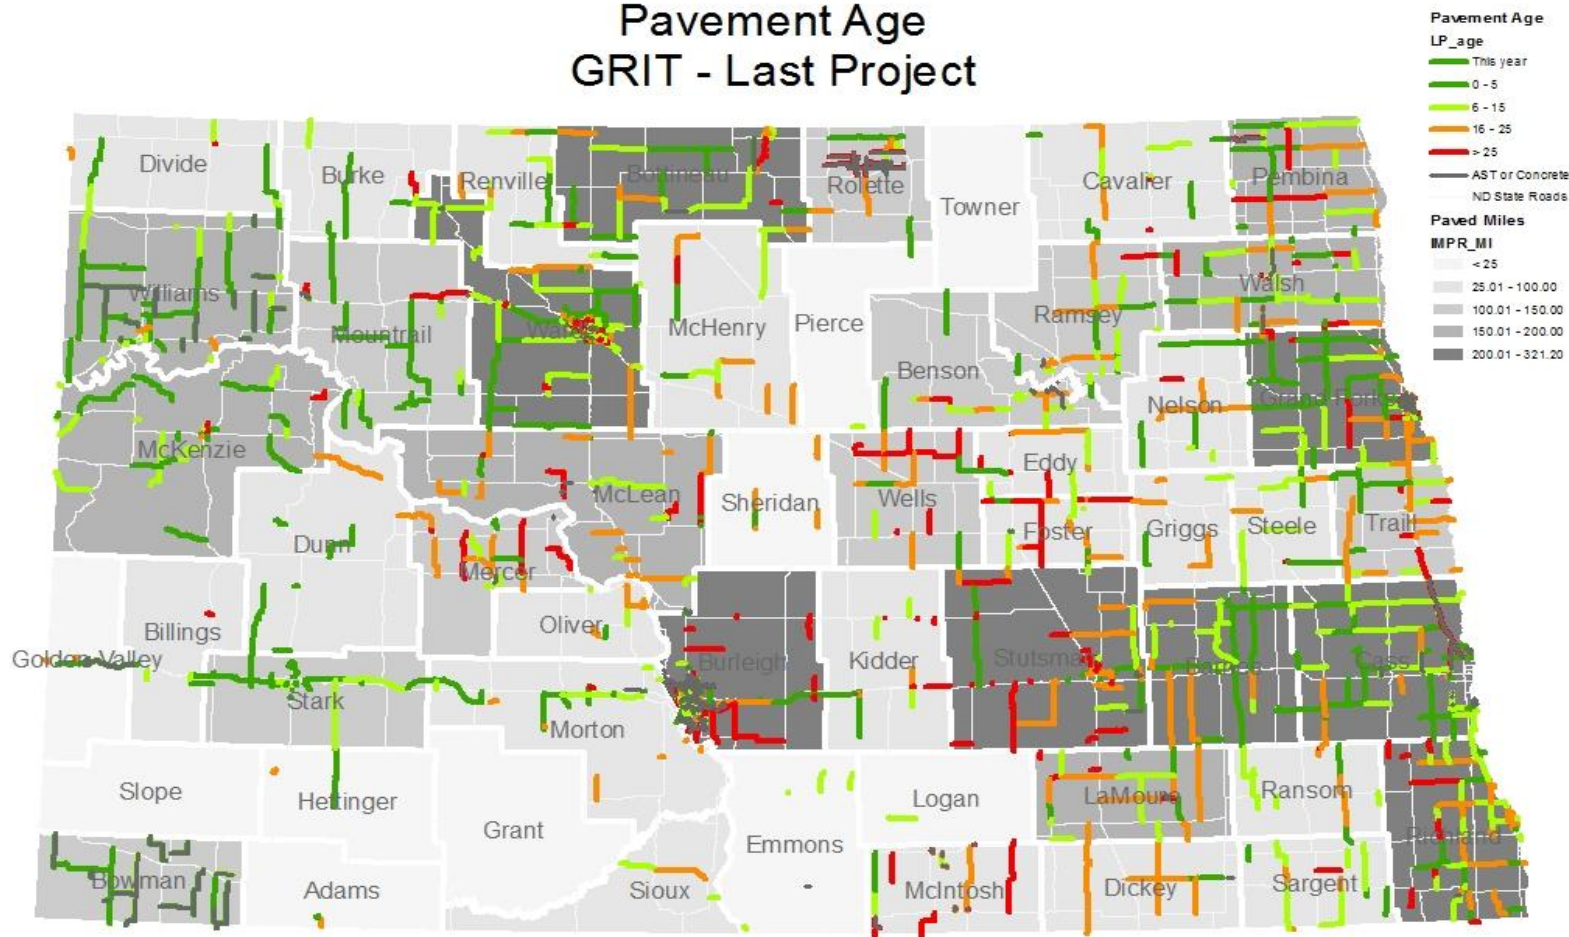 Pavement Age
GRIT - Last Project
Pavement Age
LP_age
This year
0 - 5
6 - 15
16 - 25
> 25
AST or Concrete
ND State Roads
Paved Miles
IMPR_MI
< 25
25.01 - 100.00
100.01 - 150.00
150.01 - 200.00
200.01 - 321.20
Divide
Burke
Renville
Bottineau
Rolette
Towner
Cavalier
Pembina
Williams
Mountrail
Ward
McHenry
Pierce
Benson
Ramsey
Walsh
McKenzie
Nelson
Grand Forks
Dunn
Mercer
McLean
Sheridan
Wells
Eddy
Foster
Griggs
Steele
Traill
Golden Valley
Billings
Stark
Oliver
Morton
Burleigh
Kidder
Stutsman
Barnes
Cass
Slope
Hettinger
Grant
Emmons
Logan
LaMoure
Ransom
Richland
Bowman
Adams
Sioux
McIntosh
Dickey
Sargent